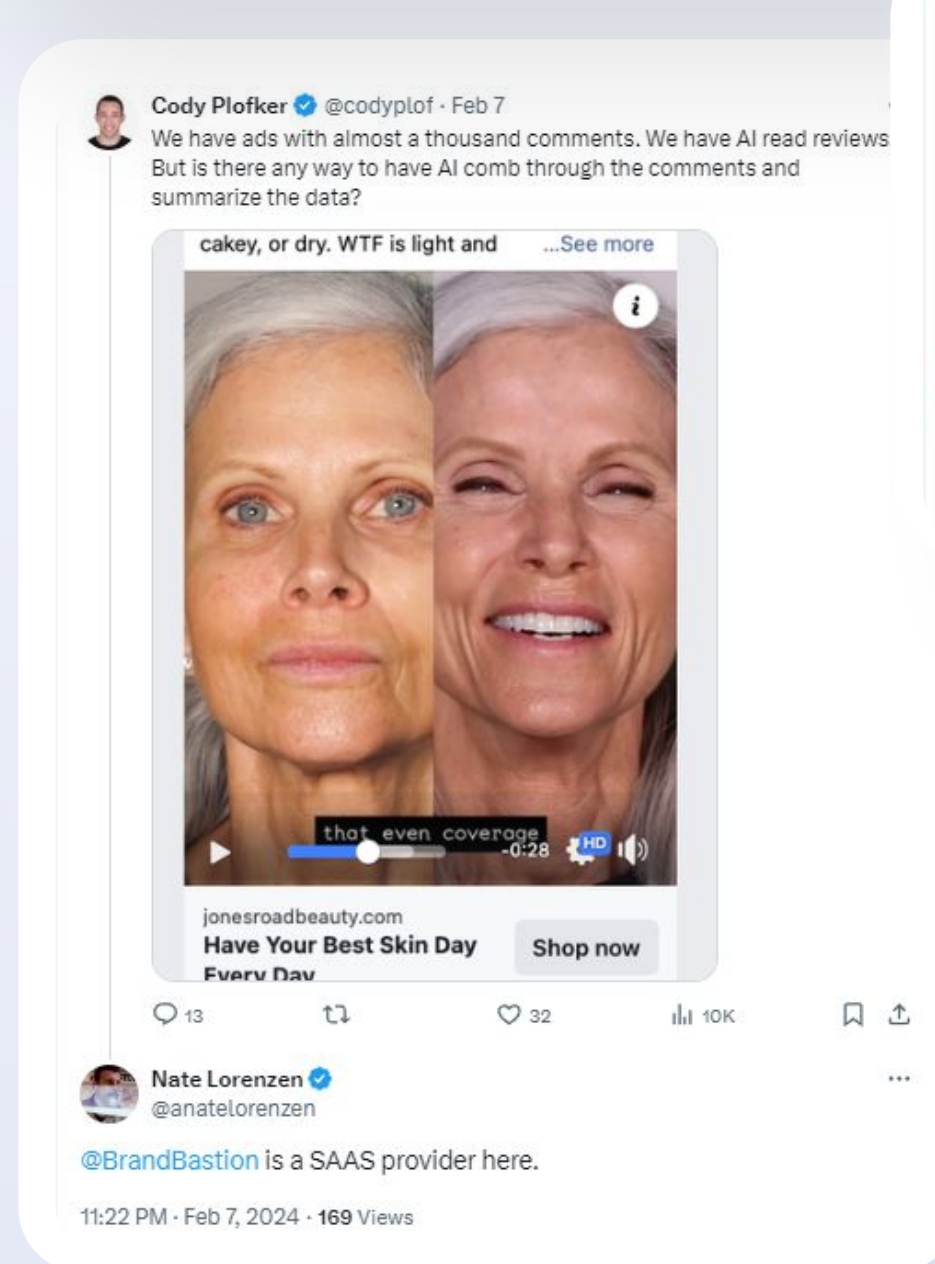 Cody Plofker @codyplof · Feb 7
We have ads with almost a thousand comments. We have AI read reviews.
But is there any way to have AI comb through the comments and
summarize the data?
cakey, or dry. WTF is light and ...See more
that even coverage
-0:28 HD
jonesroadbeauty.com
Have Your Best Skin Day
Every Day
Shop now
13 32 10K
Nate Lorenzen
@anatelorenzen
@BrandBastion is a SAAS provider here.
11:22 PM · Feb 7, 2024 · 169 Views